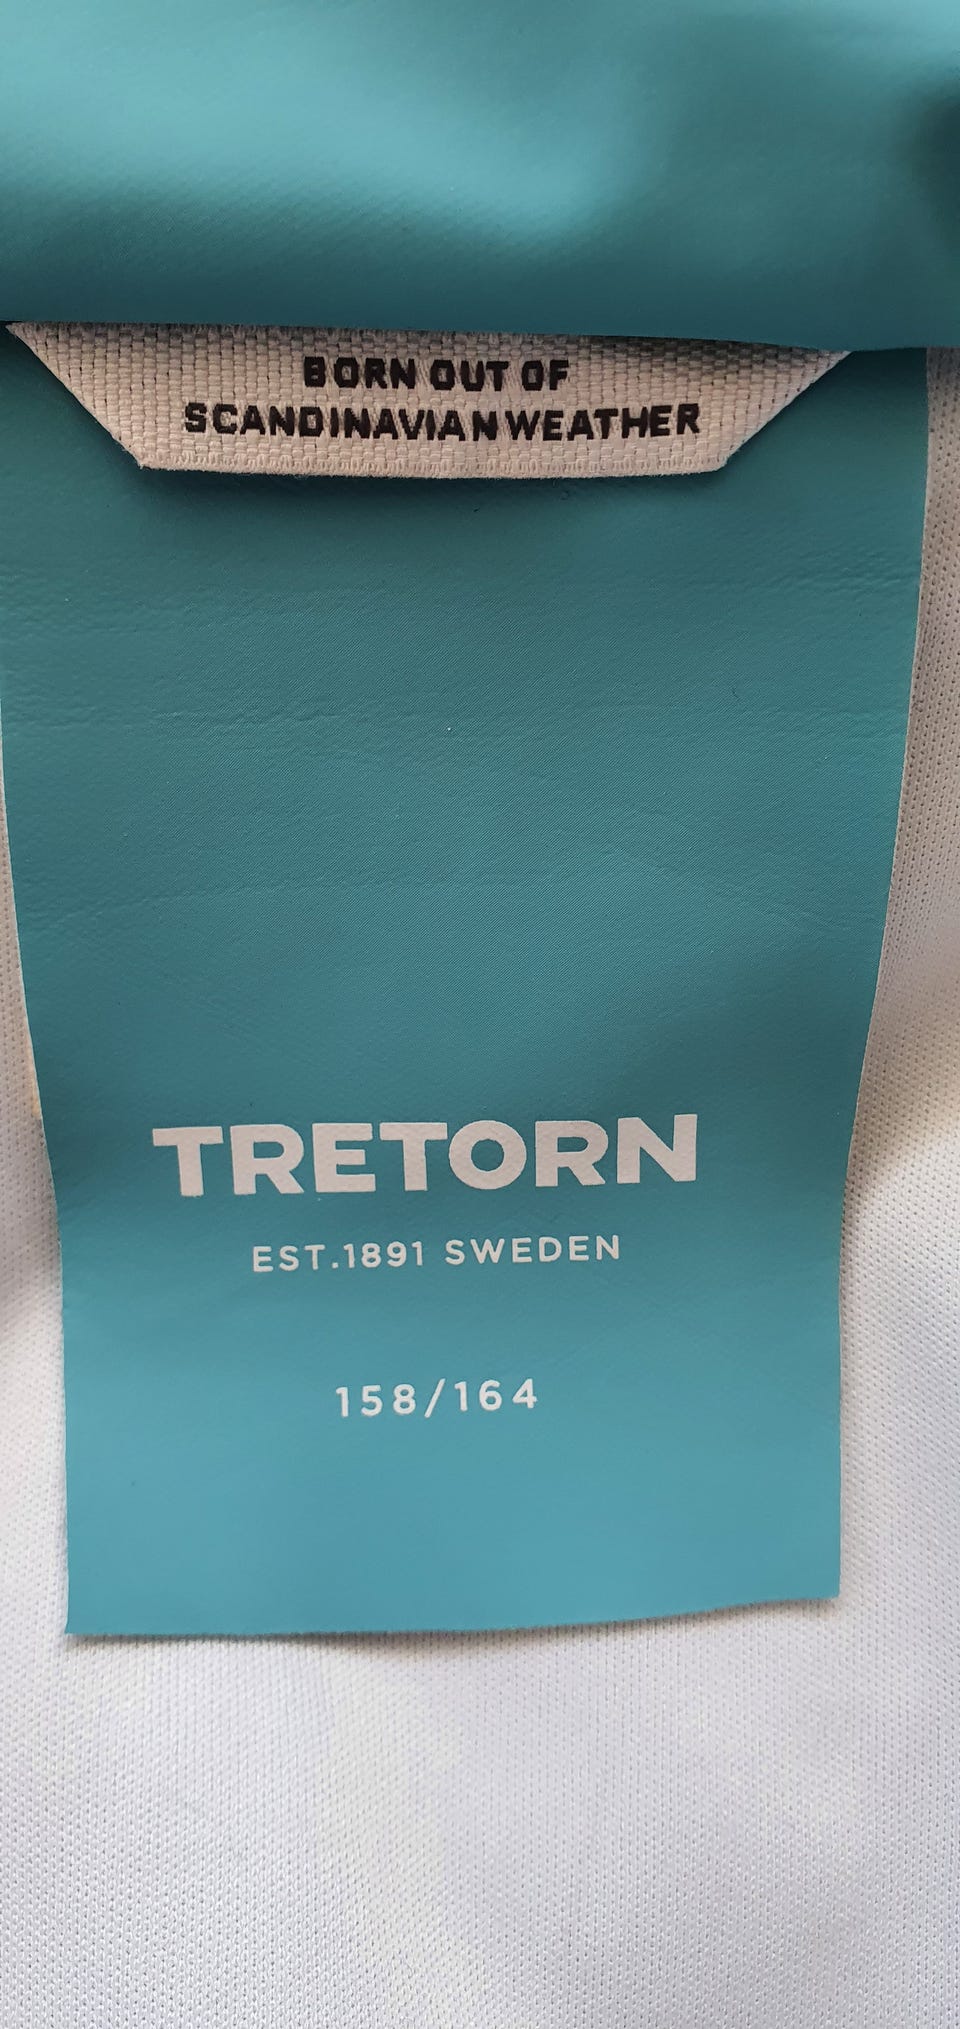 BORN OUT OF
SCANDINAVIAN WEATHER
TRETORN
EST.1891 SWEDEN
158/164